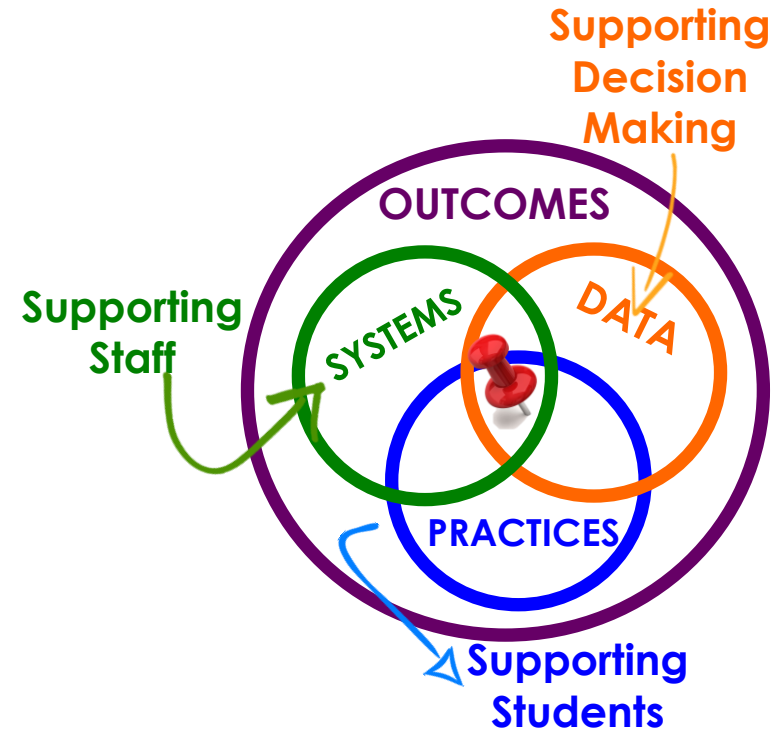 Supporting
Decision
Making
OUTCOMES
Supporting
Staff
SYSTEMS
DATA
PRACTICES
Supporting
Students